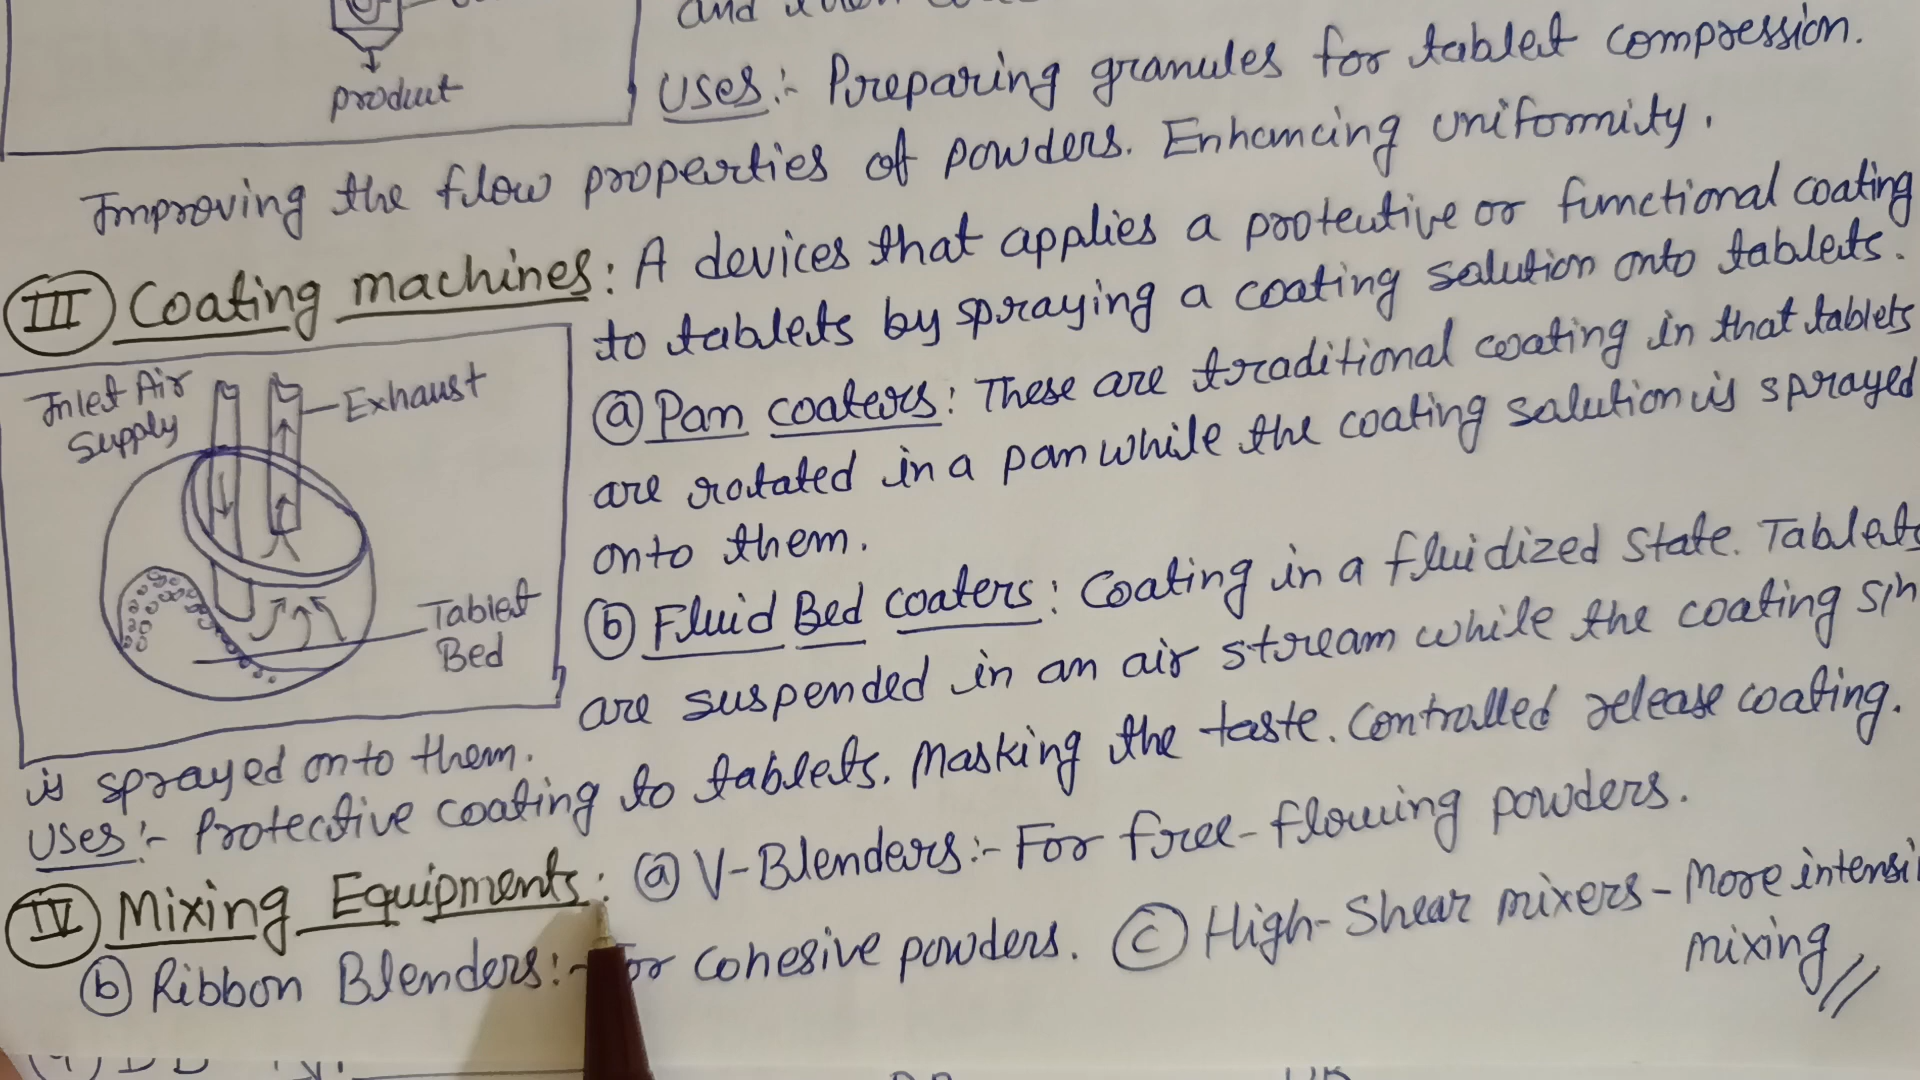 product
and then
Uses :- Preparing granules for tablet compression.
Improving the flow properties of powders. Enhancing uniformity.
III Coating machines: A devices that applies a protective or functional coating
to tablets by spraying a coating solution onto tablets.
Inlet Air
Supply
Exhaust
Tablet
Bed
(a) Pan coaters: These are traditional coating in that tablets
are rotated in a pan while the coating solution is sprayed
onto them.
(b) Fluid Bed coaters: Coating in a fluidized state. Tablets
are suspended in an air stream while the coating sln
is sprayed onto them.
Uses :- Protective coating to tablets. Masking the taste. Controlled release coating.
IV Mixing Equipments: (a) V-Blenders:- For free-flowing powders.
(b) Ribbon Blenders:- For cohesive powders. (c) High-Shear mixers - More intensi
mixing